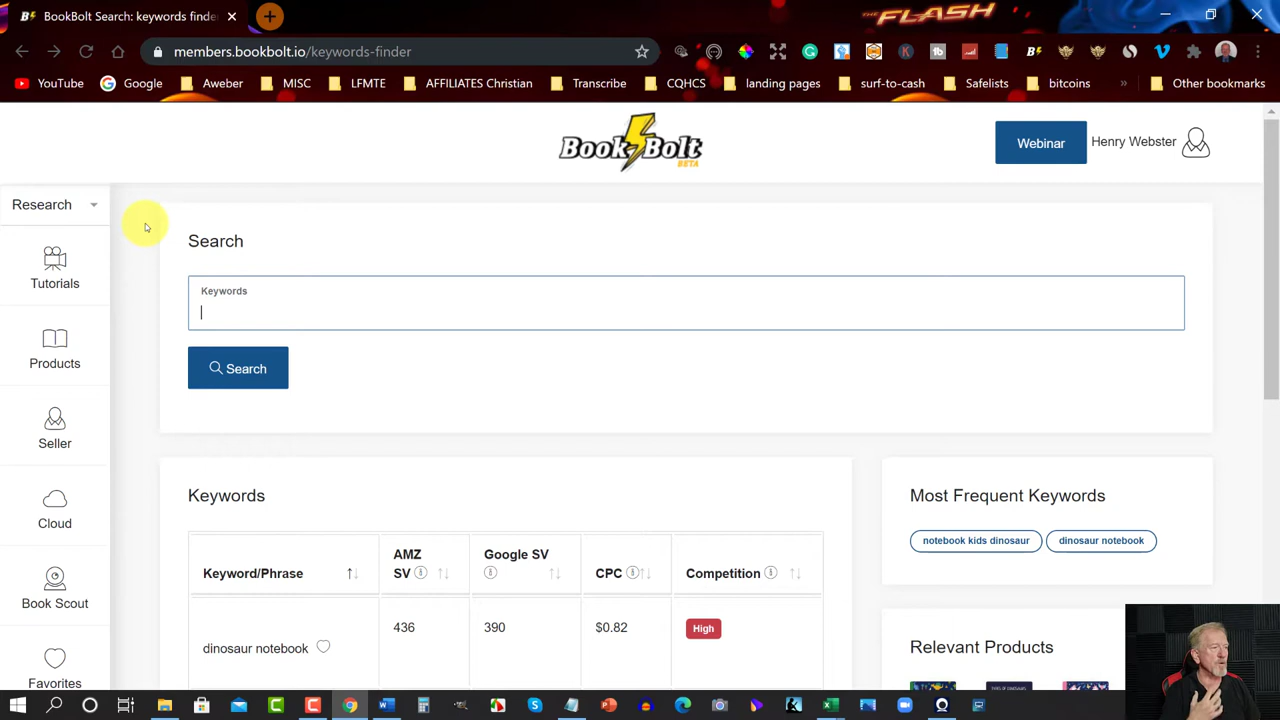 BookBolt Search: keywords finde
THE FLASH
members.bookbolt.io/keywords-finder
YouTube Google Aweber MISC LFMTE AFFILIATES Christian Transcribe CQHCS landing pages surf-to-cash Safelists bitcoins » Other bookmarks
Book Bolt
BETA
Webinar
Henry Webster
Research
Tutorials
Products
Seller
Cloud
Book Scout
Favorites
Search
Keywords
Search
Keywords
Keyword/Phrase AMZ SV Google SV CPC Competition
dinosaur notebook 436 390 $0.82 High
Most Frequent Keywords
notebook kids dinosaur dinosaur notebook
Relevant Products